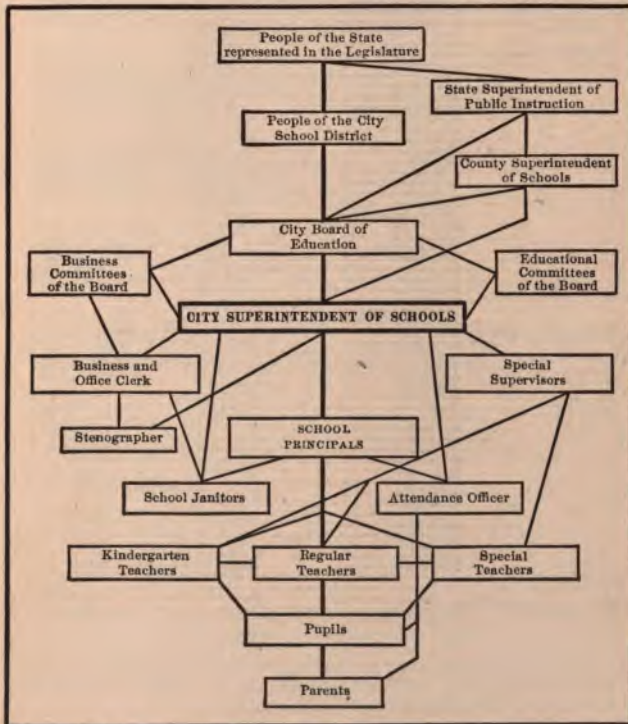 People of the State
represented in the Legislature
State Superintendent of
Public Instruction
People of the City
School District
County Superintendent
of Schools
City Board of
Education
Business
Committees
of the Board
Educational
Committees
of the Board
CITY SUPERINTENDENT OF SCHOOLS
Business and
Office Clerk
Special
Supervisors
Stenographer
SCHOOL
PRINCIPALS
School Janitors
Attendance Officer
Kindergarten
Teachers
Regular
Teachers
Special
Teachers
Pupils
Parents